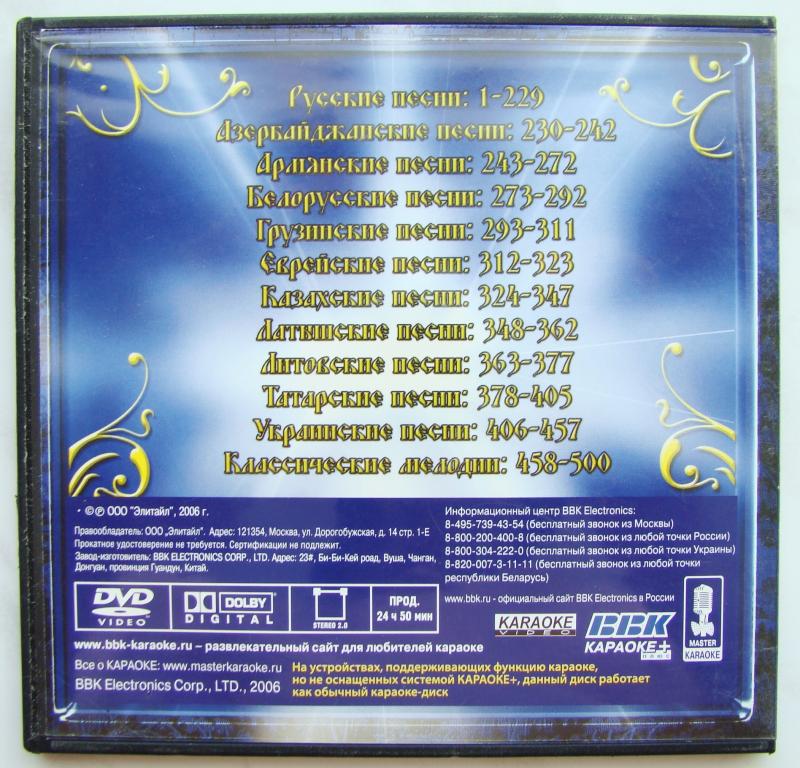 Русские песни: 1-229
Азербайджанские песни: 230-242
Армянские песни: 243-272
Белорусские песни: 273-292
Грузинские песни: 293-311
Еврейские песни: 312-323
Казахские песни: 324-347
Латышские песни: 348-362
Литовские песни: 363-377
Татарские песни: 378-405
Украинские песни: 406-457
Классические мелодии: 458-500
· ©℗ ООО "Элитайл", 2006 г.
Правообладатель: ООО „Элитайл". Адрес: 121354, Москва, ул. Дорогобужская, д. 14 стр. 1-Е
Прокатное удостоверение не требуется. Сертификации не подлежит.
Завод-изготовитель: BBK ELECTRONICS CORP., LTD. Адрес: 23#, Би-Би-Кей роад, Вуша, Чанган,
Донгуан, провинция Гуандун, Китай.
Информационный центр BBK Electronics:
8-495-739-43-54 (бесплатный звонок из Москвы)
8-800-200-400-8 (бесплатный звонок из любой точки России)
8-800-304-222-0 (бесплатный звонок из любой точки Украины)
8-820-007-3-11-11 (бесплатный звонок из любой точки
республики Беларусь)
www.bbk.ru - официальный сайт BBK Electronics в России
DVD
VIDEO
DOLBY
DIGITAL
STEREO 2.0
ПРОД.
24 ч 50 мин
KARAOKE
VIDEO
BBK
КАРАОКЕ+
плюс
MASTER
KARAOKE
www.bbk-karaoke.ru – развлекательный сайт для любителей караоке
Все о КАРАОКЕ: www.masterkaraoke.ru
BBK Electronics Corp., LTD., 2006
На устройствах, поддерживающих функцию караоке,
но не оснащенных системой КАРАОКЕ+, данный диск работает
как обычный караоке-диск